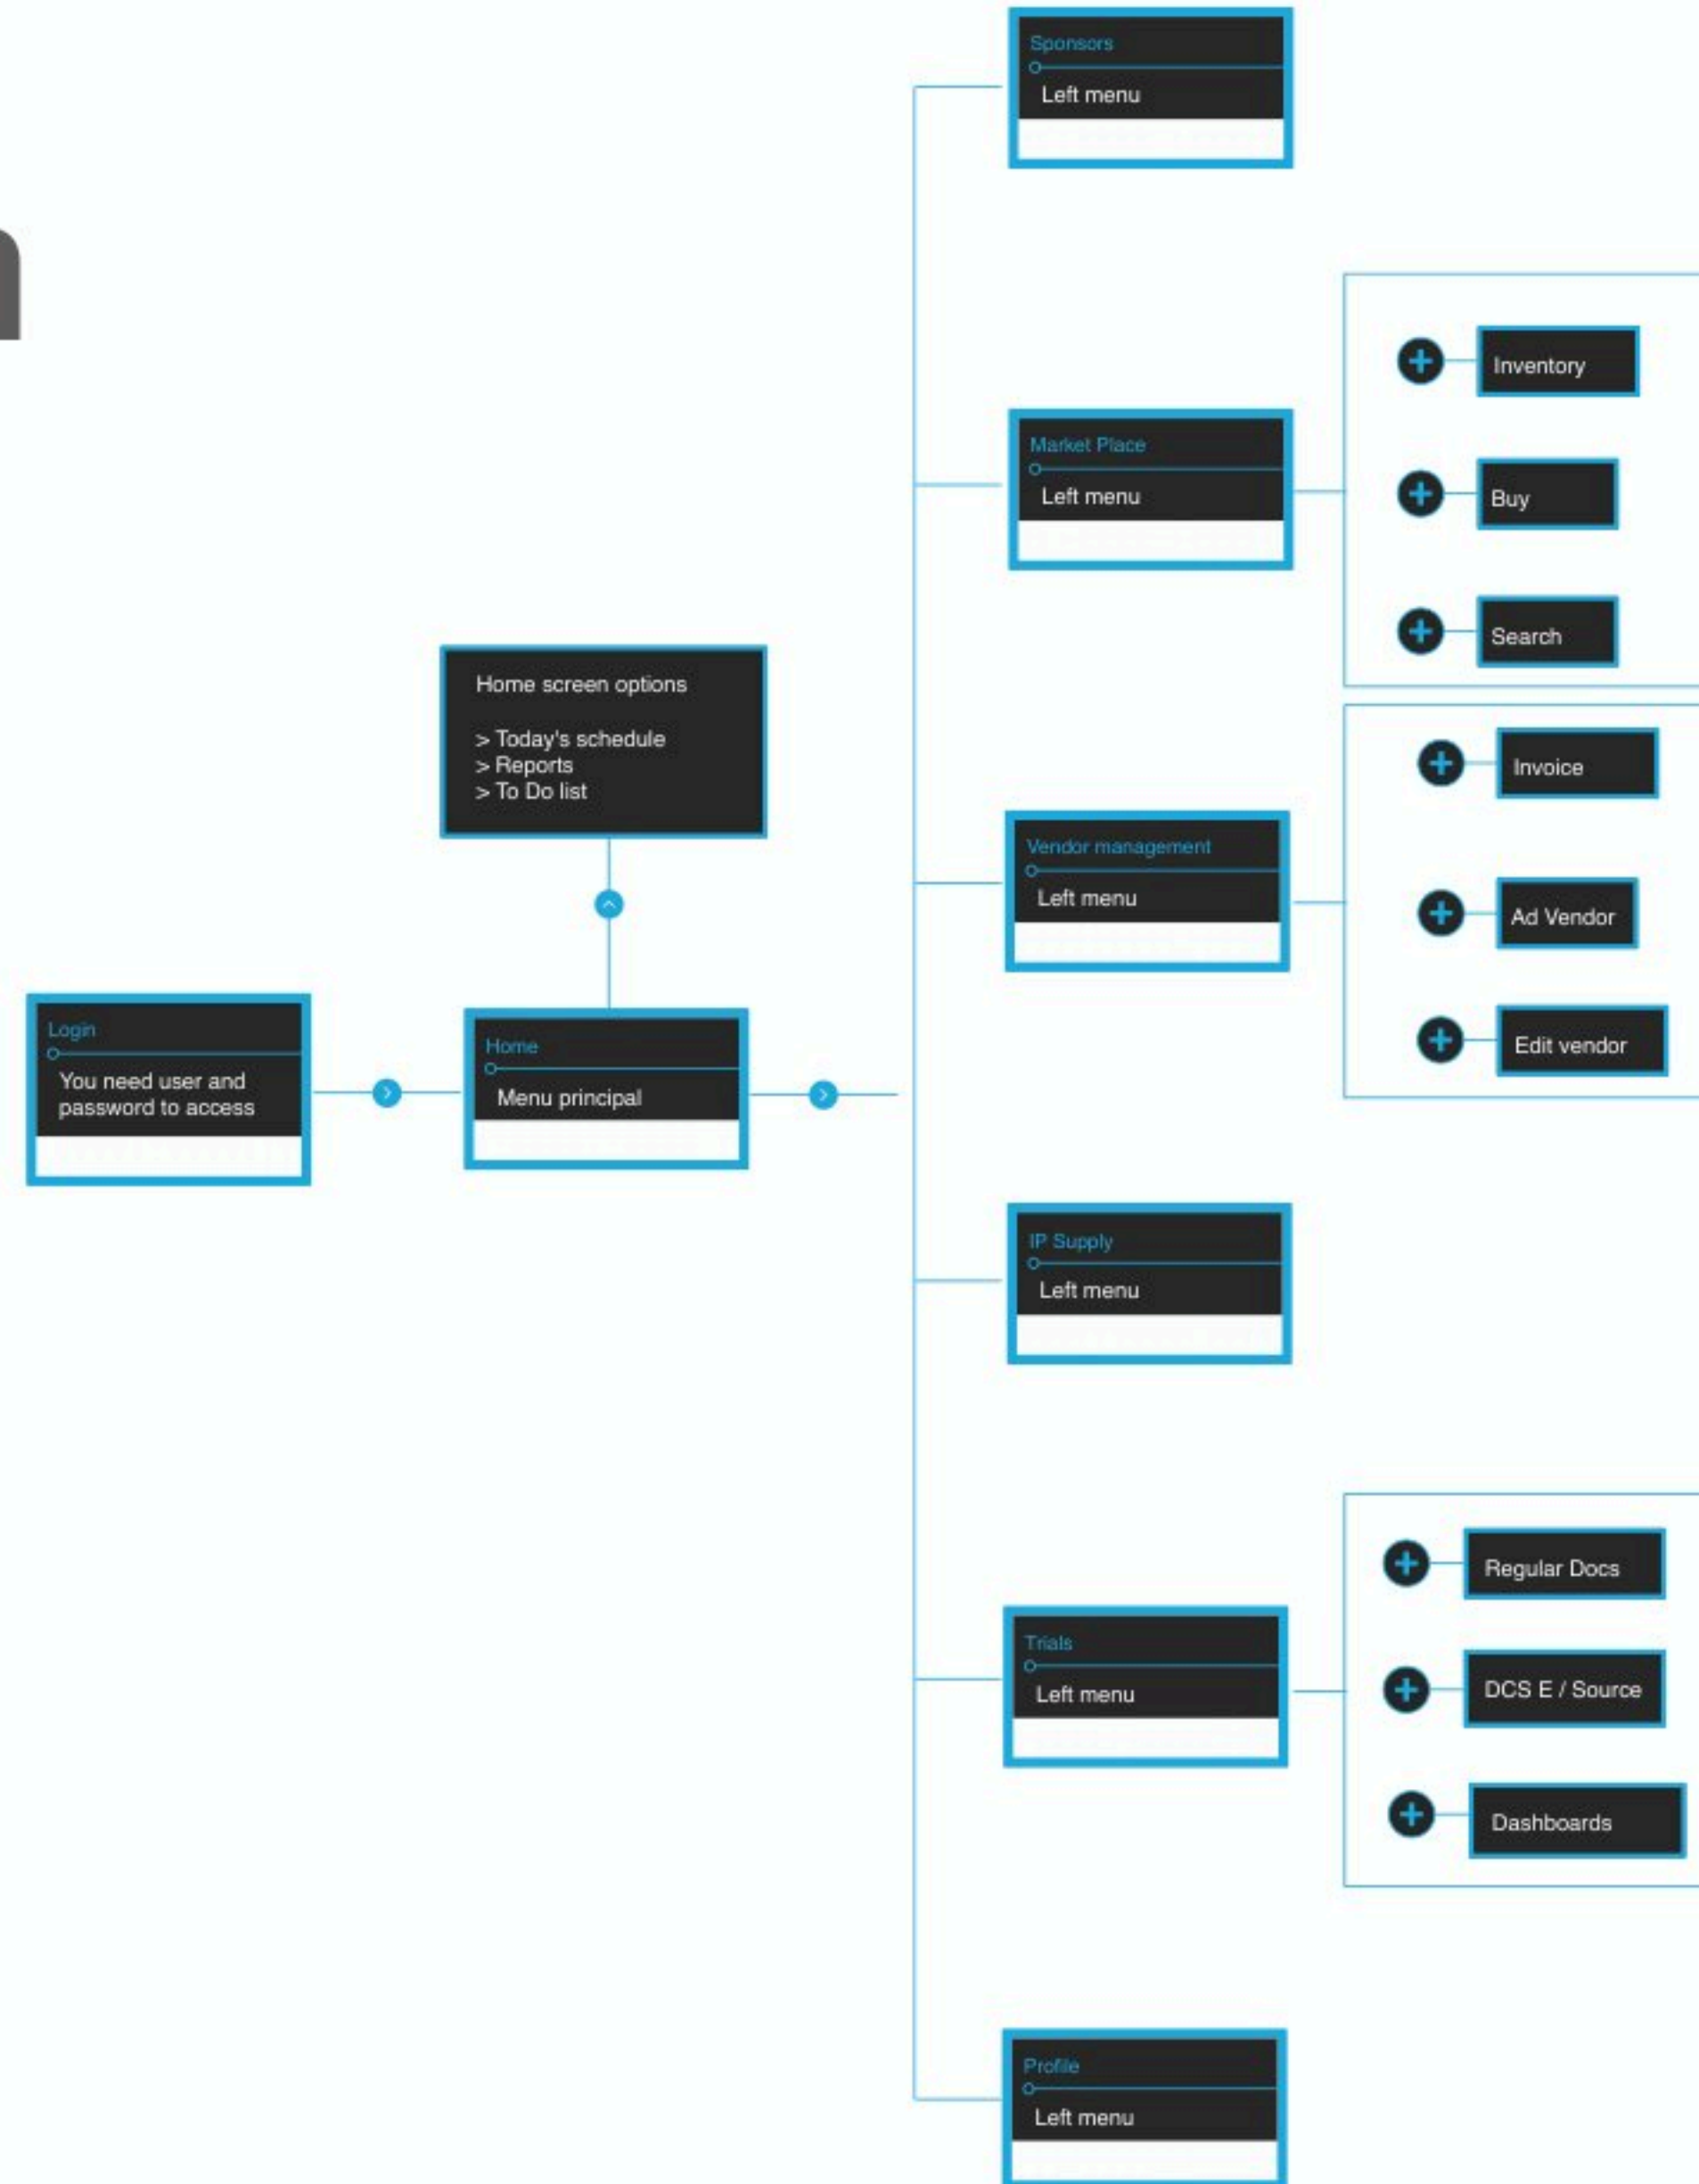 n
Sponsors
Left menu
Inventory
Market Place
Left menu
Buy
Search
Home screen options
> Today's schedule
> Reports
> To Do list
Invoice
Vendor management
Left menu
Ad Vendor
Edit vendor
Login
You need user and
password to access
Home
Menu principal
IP Supply
Left menu
Regular Docs
Trials
Left menu
DCS E / Source
Dashboards
Profile
Left menu